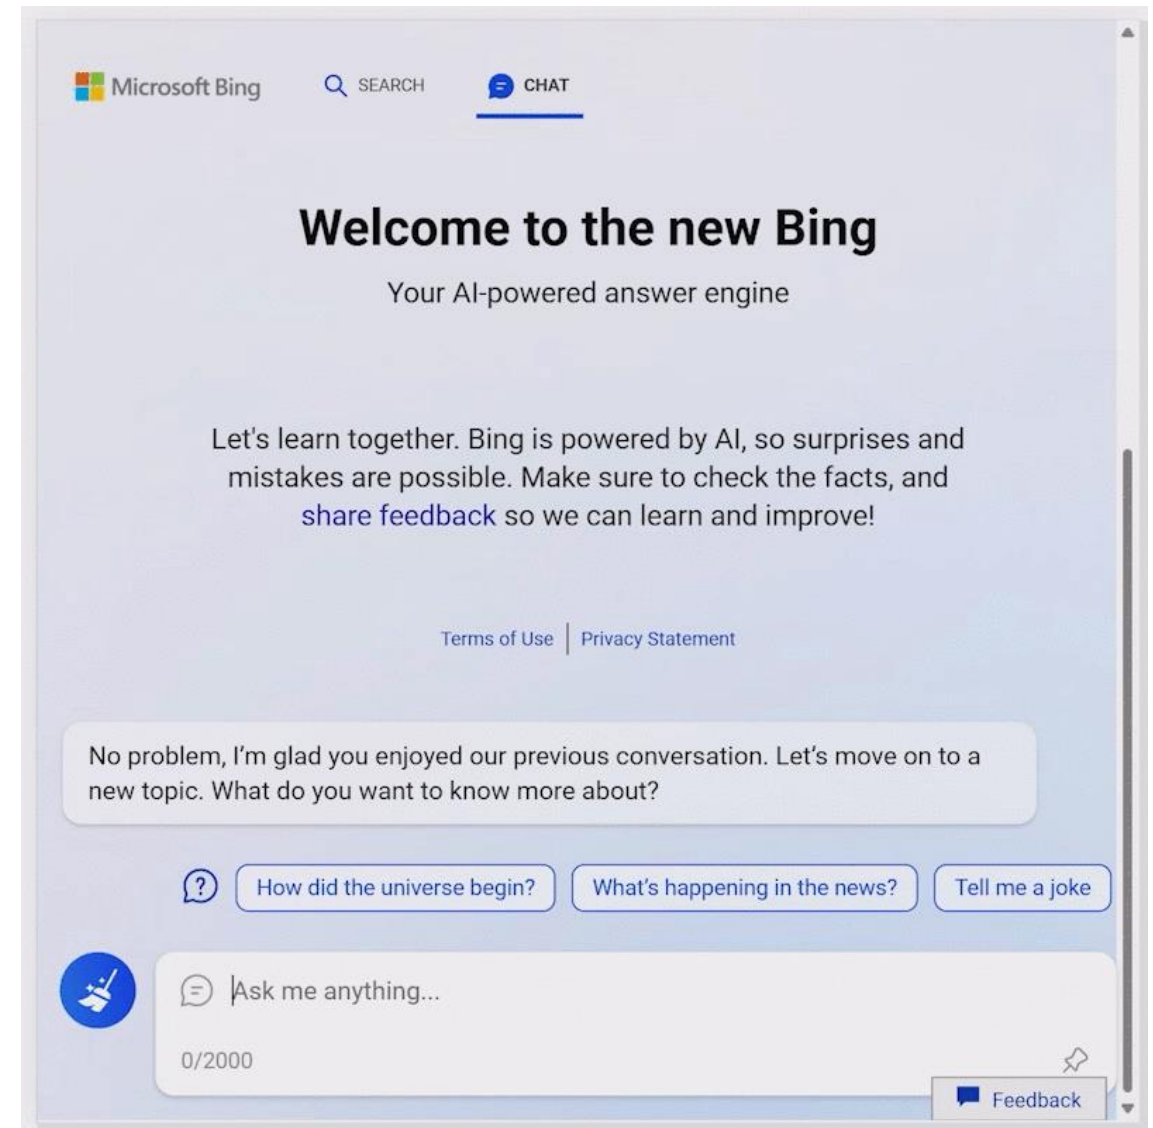 Microsoft Bing SEARCH CHAT
Welcome to the new Bing
Your AI-powered answer engine
Let's learn together. Bing is powered by AI, so surprises and
mistakes are possible. Make sure to check the facts, and
share feedback so we can learn and improve!
Terms of Use | Privacy Statement
No problem, I’m glad you enjoyed our previous conversation. Let’s move on to a
new topic. What do you want to know more about?
How did the universe begin? What’s happening in the news? Tell me a joke
Ask me anything...
0/2000
Feedback